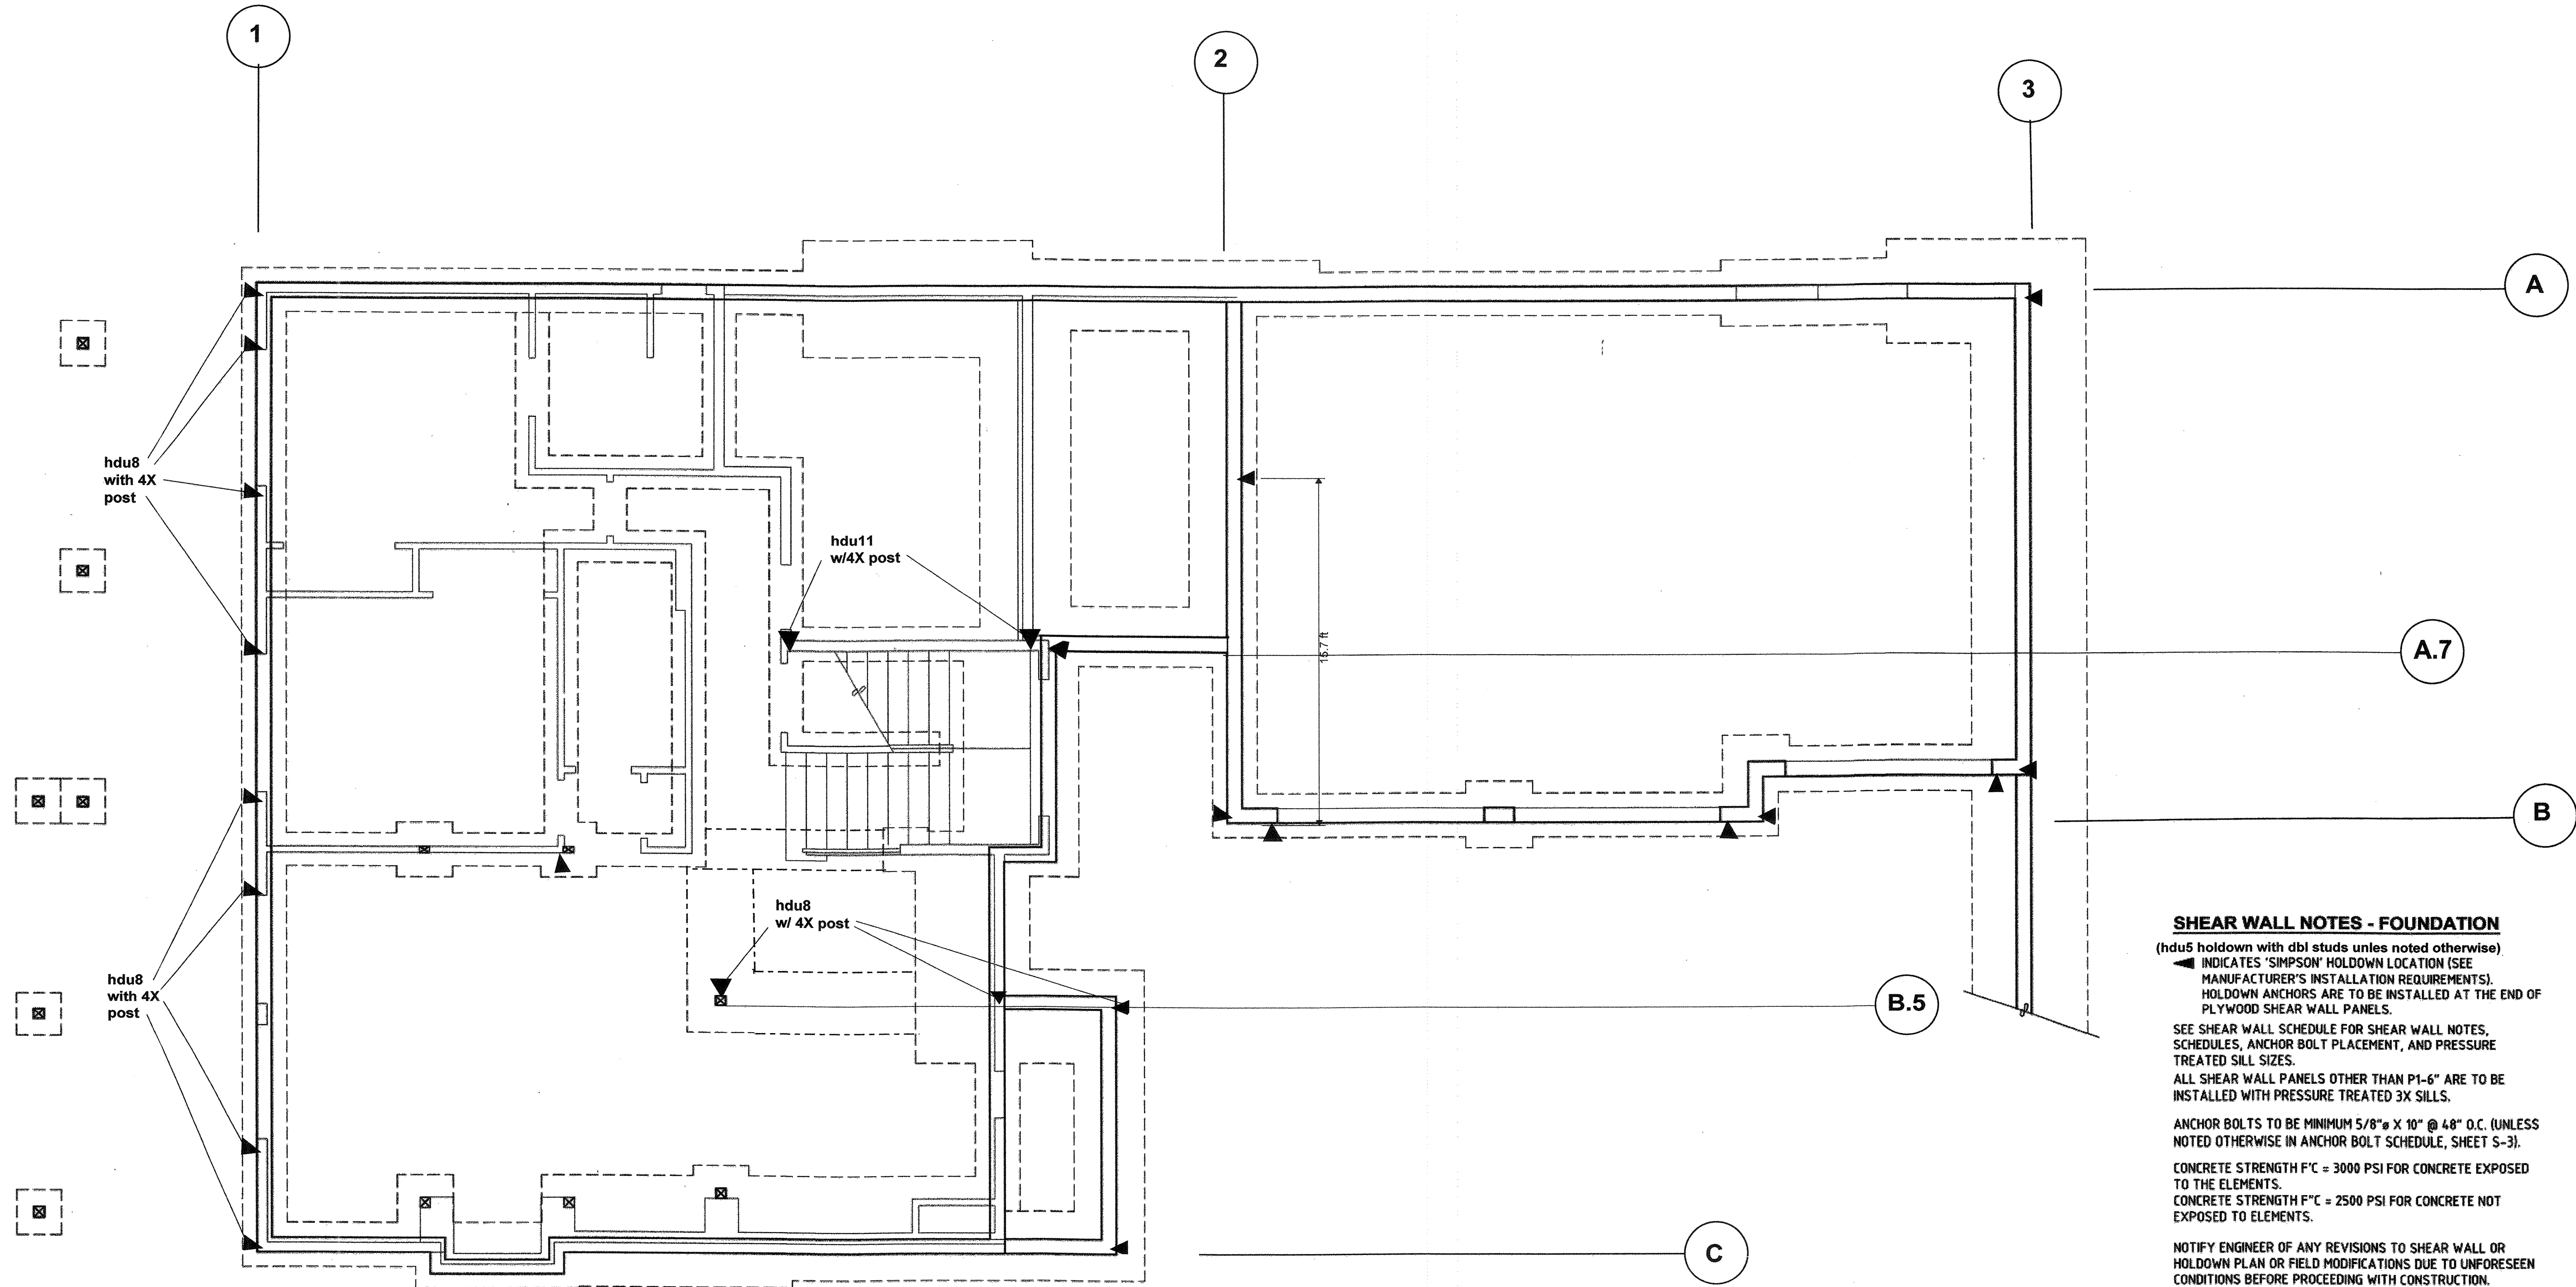 1
2
3
A
hdu8
with 4X
post
hdu11
w/4X post
15.7 ft
A.7
B
hdu8
w/ 4X post
hdu8
with 4X
post
B.5
C
SHEAR WALL NOTES - FOUNDATION
(hdu5 holdown with dbl studs unles noted otherwise)
INDICATES 'SIMPSON' HOLDOWN LOCATION (SEE
MANUFACTURER'S INSTALLATION REQUIREMENTS).
HOLDOWN ANCHORS ARE TO BE INSTALLED AT THE END OF
PLYWOOD SHEAR WALL PANELS.
SEE SHEAR WALL SCHEDULE FOR SHEAR WALL NOTES,
SCHEDULES, ANCHOR BOLT PLACEMENT, AND PRESSURE
TREATED SILL SIZES.
ALL SHEAR WALL PANELS OTHER THAN P1-6" ARE TO BE
INSTALLED WITH PRESSURE TREATED 3X SILLS.
ANCHOR BOLTS TO BE MINIMUM 5/8"ø X 10" @ 48" O.C. (UNLESS
NOTED OTHERWISE IN ANCHOR BOLT SCHEDULE, SHEET S-3).
CONCRETE STRENGTH F'C = 3000 PSI FOR CONCRETE EXPOSED
TO THE ELEMENTS.
CONCRETE STRENGTH F"C = 2500 PSI FOR CONCRETE NOT
EXPOSED TO ELEMENTS.
NOTIFY ENGINEER OF ANY REVISIONS TO SHEAR WALL OR
HOLDOWN PLAN OR FIELD MODIFICATIONS DUE TO UNFORESEEN
CONDITIONS BEFORE PROCEEDING WITH CONSTRUCTION.